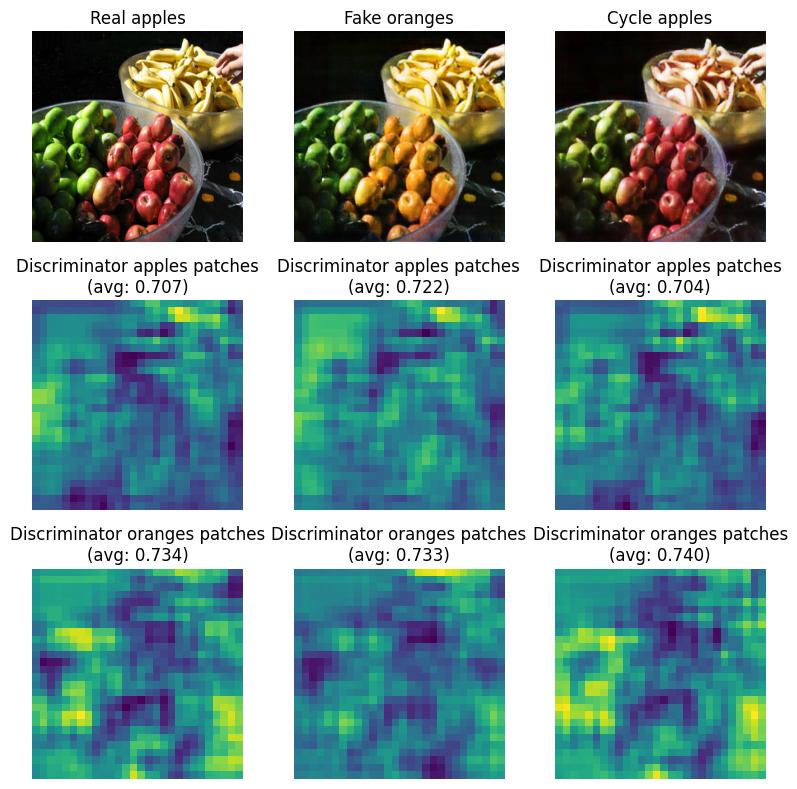 Real apples
Fake oranges
Cycle apples
Discriminator apples patches
(avg: 0.707)
Discriminator apples patches
(avg: 0.722)
Discriminator apples patches
(avg: 0.704)
Discriminator oranges patches
(avg: 0.734)
Discriminator oranges patches
(avg: 0.733)
Discriminator oranges patches
(avg: 0.740)